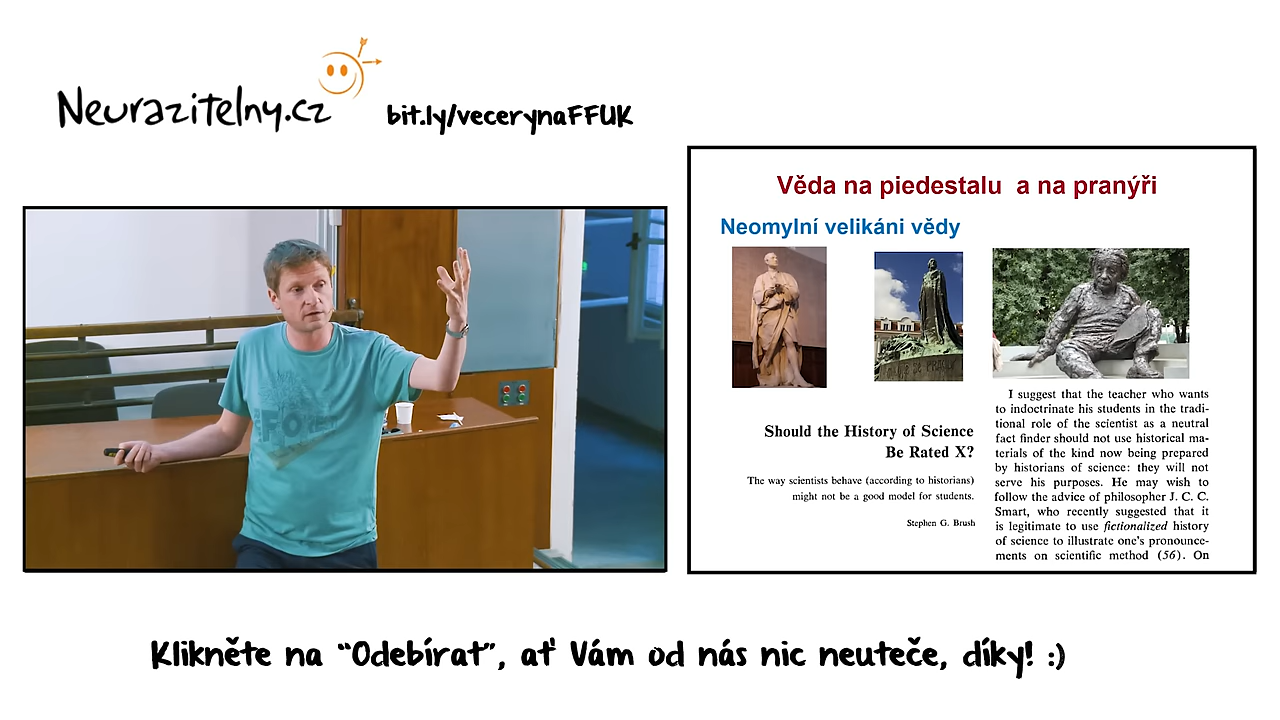 Neurazitelny.cz
bit.ly/vecerynaFFUK
Věda na piedestalu a na pranýři
Neomylní velikáni vědy
Should the History of Science
Be Rated X?
The way scientists behave (according to historians)
might not be a good model for students.
Stephen G. Brush
I suggest that the teacher who wants
to indoctrinate his students in the tradi-
tional role of the scientist as a neutral
fact finder should not use historical ma-
terials of the kind now being prepared
by historians of science: they will not
serve his purposes. He may wish to
follow the advice of philosopher J. C. C.
Smart, who recently suggested that it
is legitimate to use fictionalized history
of science to illustrate one's pronounce-
ments on scientific method (56). On
Klikněte na “Odebírat”, ať Vám od nás nic neuteče, díky! :)